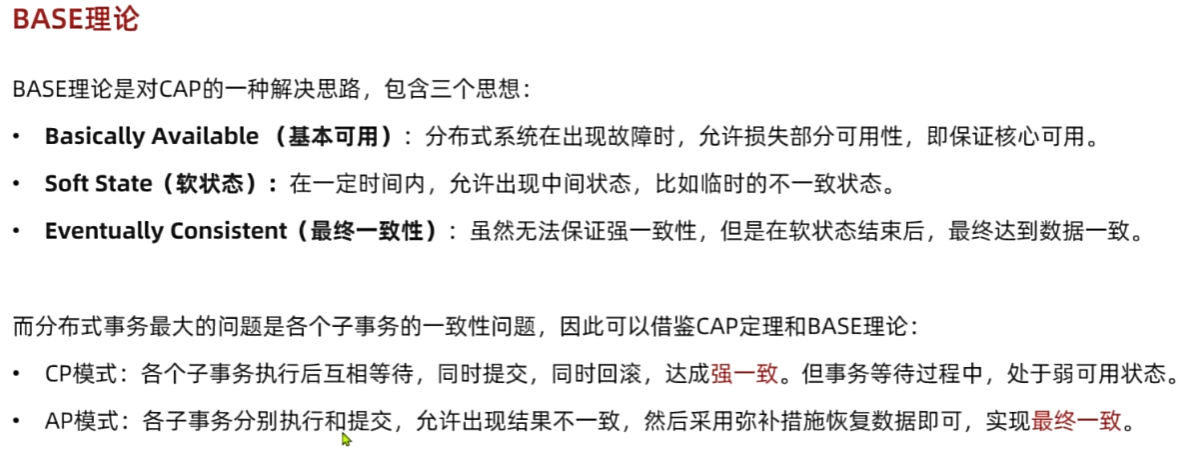 BASE理论
BASE理论是对CAP的一种解决思路，包含三个思想：
• Basically Available （基本可用）：分布式系统在出现故障时，允许损失部分可用性，即保证核心可用。
• Soft State（软状态）：在一定时间内，允许出现中间状态，比如临时的不一致状态。
• Eventually Consistent（最终一致性）：虽然无法保证强一致性，但是在软状态结束后，最终达到数据一致。
而分布式事务最大的问题是各个子事务的一致性问题，因此可以借鉴CAP定理和BASE理论：
• CP模式：各个子事务执行后互相等待，同时提交，同时回滚，达成强一致。但事务等待过程中，处于弱可用状态。
• AP模式：各子事务分别执行和提交，允许出现结果不一致，然后采用弥补措施恢复数据即可，实现最终一致。